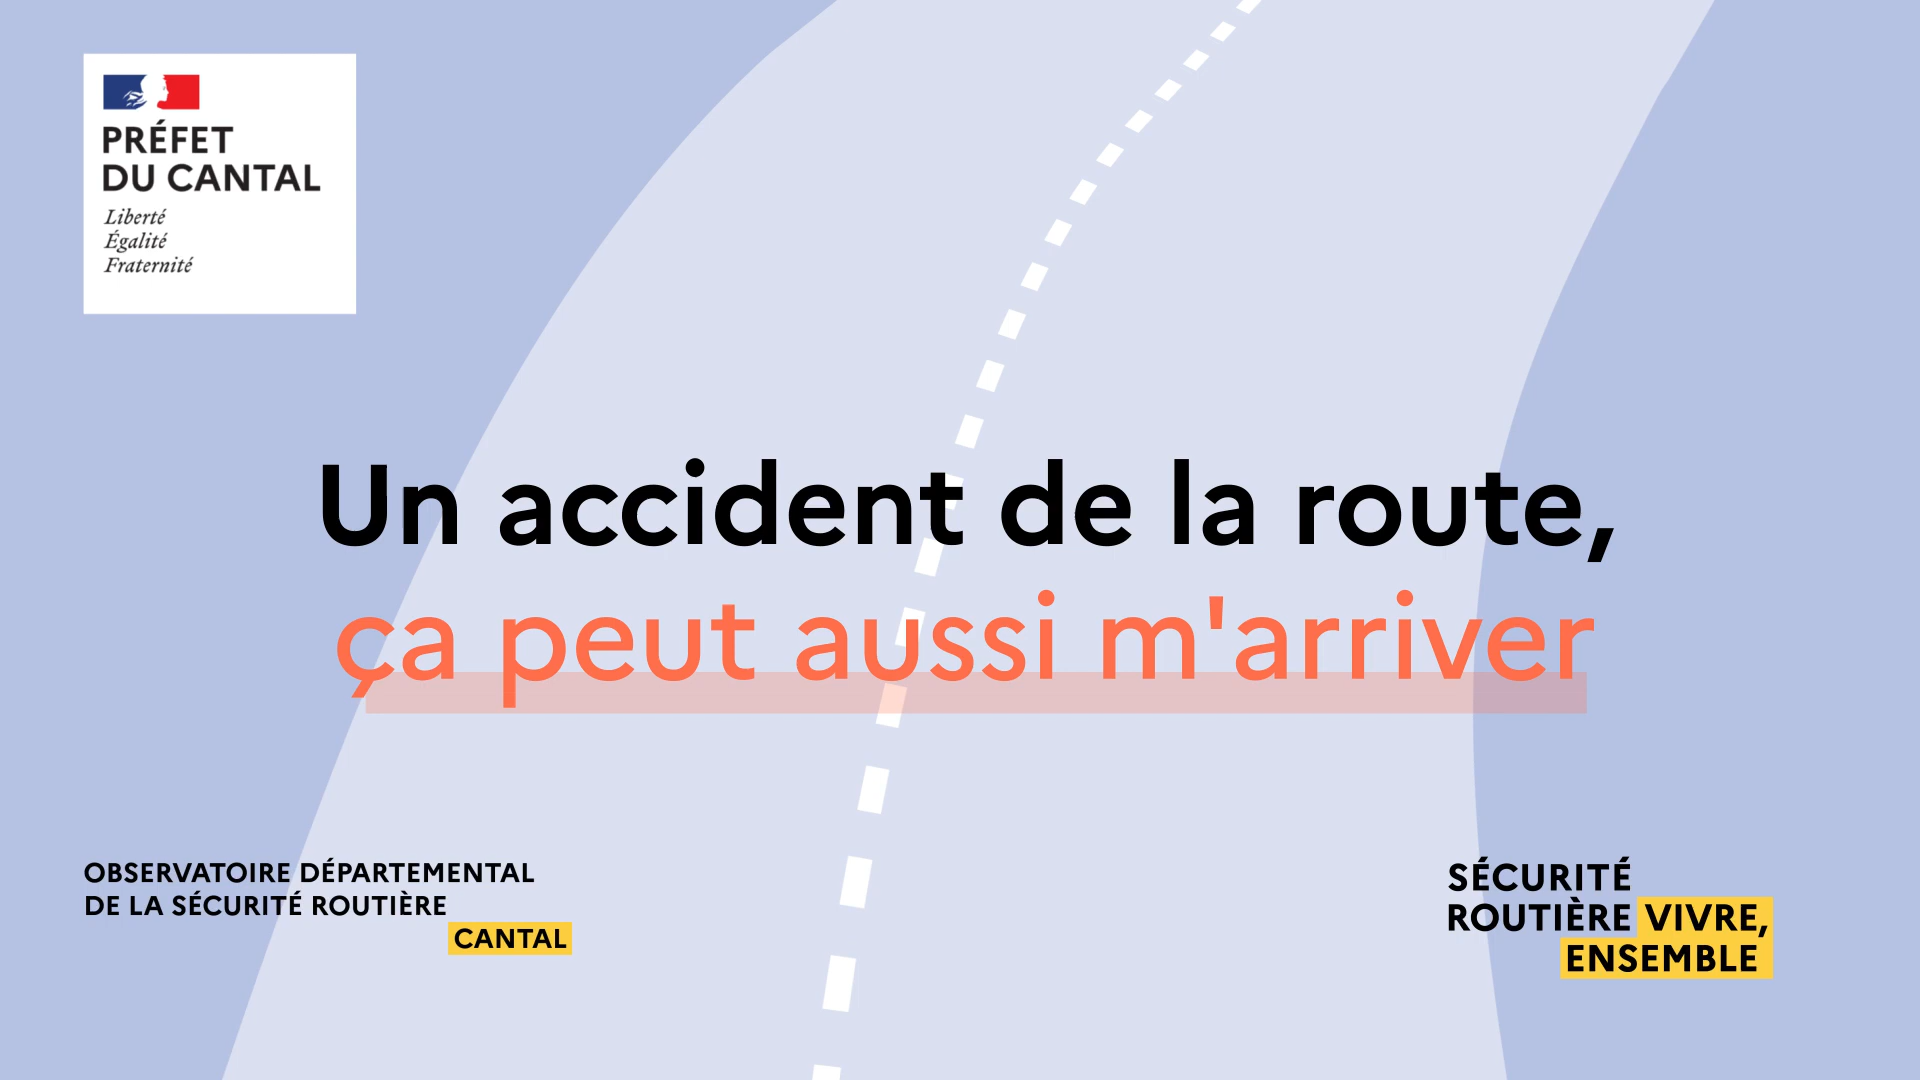 PRÉFET
DU CANTAL
Liberté
Égalité
Fraternité
Un accident de la route,
ça peut aussi m'arriver
OBSERVATOIRE DÉPARTEMENTAL
DE LA SÉCURITÉ ROUTIÈRE
CANTAL
SÉCURITÉ
ROUTIÈRE VIVRE,
ENSEMBLE